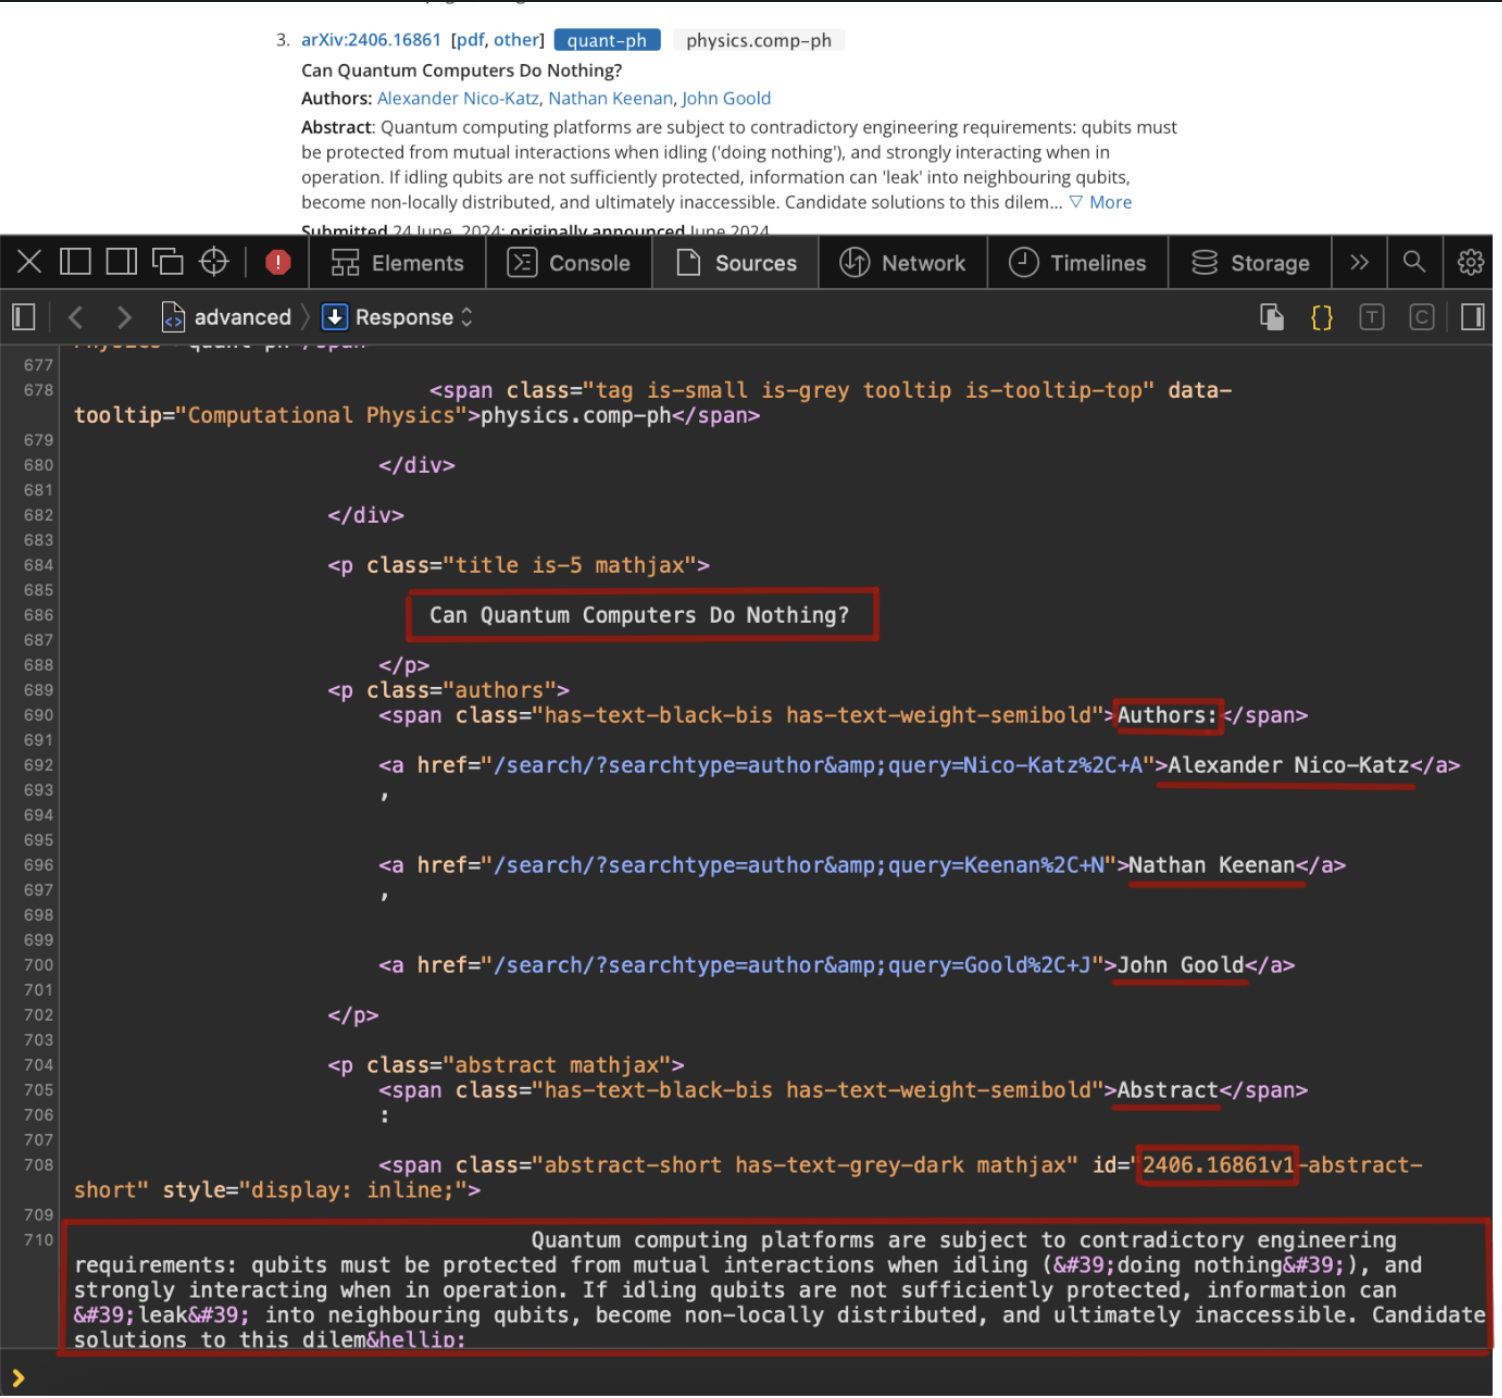 3. arXiv:2406.16861 [pdf, other] quant-ph physics.comp-ph
Can Quantum Computers Do Nothing?
Authors: Alexander Nico-Katz, Nathan Keenan, John Goold
Abstract: Quantum computing platforms are subject to contradictory engineering requirements: qubits must
be protected from mutual interactions when idling ('doing nothing'), and strongly interacting when in
operation. If idling qubits are not sufficiently protected, information can 'leak' into neighbouring qubits,
become non-locally distributed, and ultimately inaccessible. Candidate solutions to this dilem... ▽ More
Submitted 24 June, 2024; originally announced June 2024
Elements Console Sources Network Timelines Storage
advanced Response
677
678 <span class="tag is-small is-grey tooltip is-tooltip-top" data-
tooltip="Computational Physics">physics.comp-ph</span>
679
680 </div>
681
682 </div>
683
684 <p class="title is-5 mathjax">
685
686 Can Quantum Computers Do Nothing?
687
688 </p>
689 <p class="authors">
690 <span class="has-text-black-bis has-text-weight-semibold">Authors:</span>
691
692 <a href="/search/?searchtype=author&amp;query=Nico-Katz%2C+A">Alexander Nico-Katz</a>
693 ,
694
695
696 <a href="/search/?searchtype=author&amp;query=Keenan%2C+N">Nathan Keenan</a>
697 ,
698
699
700 <a href="/search/?searchtype=author&amp;query=Goold%2C+J">John Goold</a>
701
702 </p>
703
704 <p class="abstract mathjax">
705 <span class="has-text-black-bis has-text-weight-semibold">Abstract</span>
706 :
707
708 <span class="abstract-short has-text-grey-dark mathjax" id="2406.16861v1-abstract-
short" style="display: inline;">
709
710 Quantum computing platforms are subject to contradictory engineering
requirements: qubits must be protected from mutual interactions when idling (&#39;doing nothing&#39;), and
strongly interacting when in operation. If idling qubits are not sufficiently protected, information can
&#39;leak&#39; into neighbouring qubits, become non-locally distributed, and ultimately inaccessible. Candidate
solutions to this dilem&hellip;